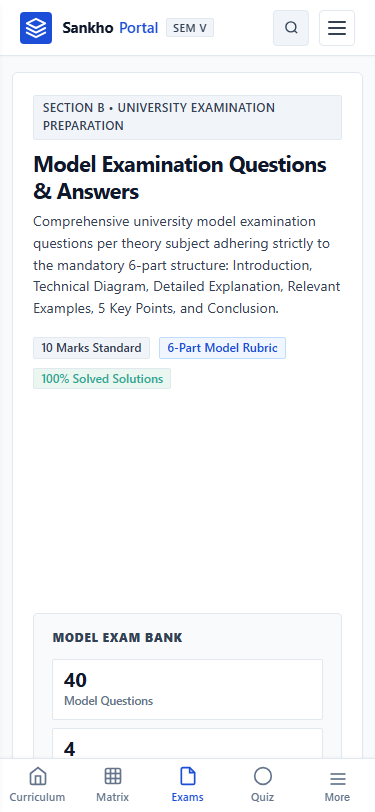 Sankho Portal SEM V
SECTION B • UNIVERSITY EXAMINATION
PREPARATION
Model Examination Questions
& Answers
Comprehensive university model examination
questions per theory subject adhering strictly to
the mandatory 6-part structure: Introduction,
Technical Diagram, Detailed Explanation, Relevant
Examples, 5 Key Points, and Conclusion.
10 Marks Standard 6-Part Model Rubric
100% Solved Solutions
MODEL EXAM BANK
40
Model Questions
4
Curriculum Matrix Exams Quiz More